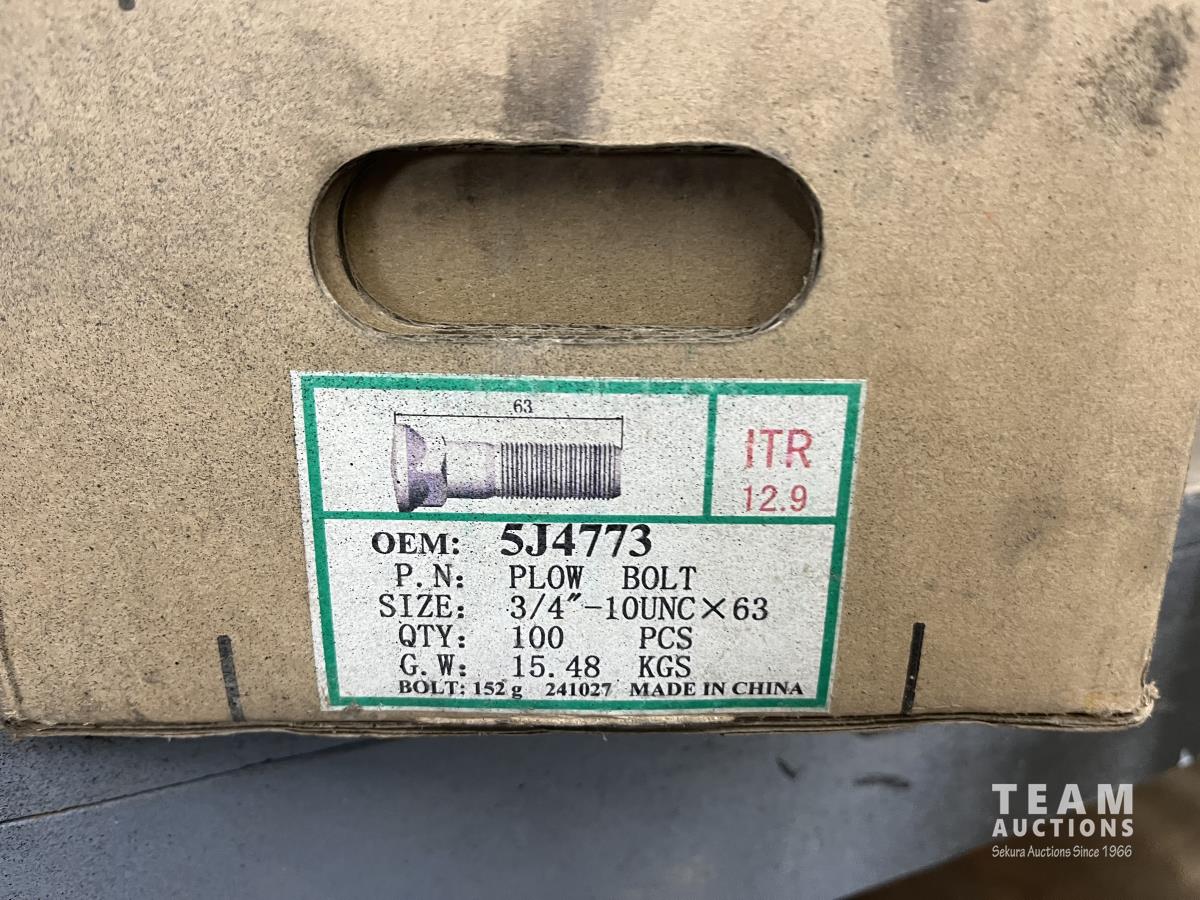 63
ITR
12.9
OEM: 5J4773
P.N: PLOW BOLT
SIZE: 3/4″-10UNC×63
QTY: 100 PCS
G.W: 15.48 KGS
BOLT: 152 g 241027 MADE IN CHINA
TEAM
AUCTIONS
Sekura Auctions Since 1966